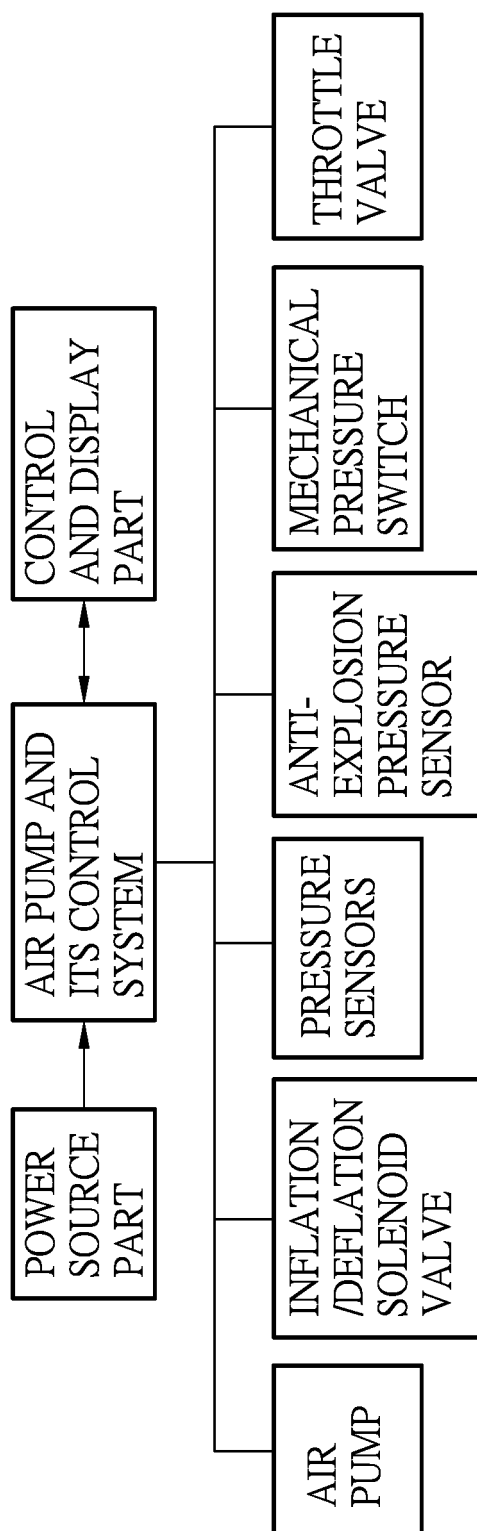 POWER
SOURCE
PART
AIR PUMP AND
ITS CONTROL
SYSTEM
CONTROL
AND DISPLAY
PART
AIR
PUMP
INFLATION
/DEFLATION
SOLENOID
VALVE
PRESSURE
SENSORS
ANTI-
EXPLOSION
PRESSURE
SENSOR
MECHANICAL
PRESSURE
SWITCH
THROTTLE
VALVE